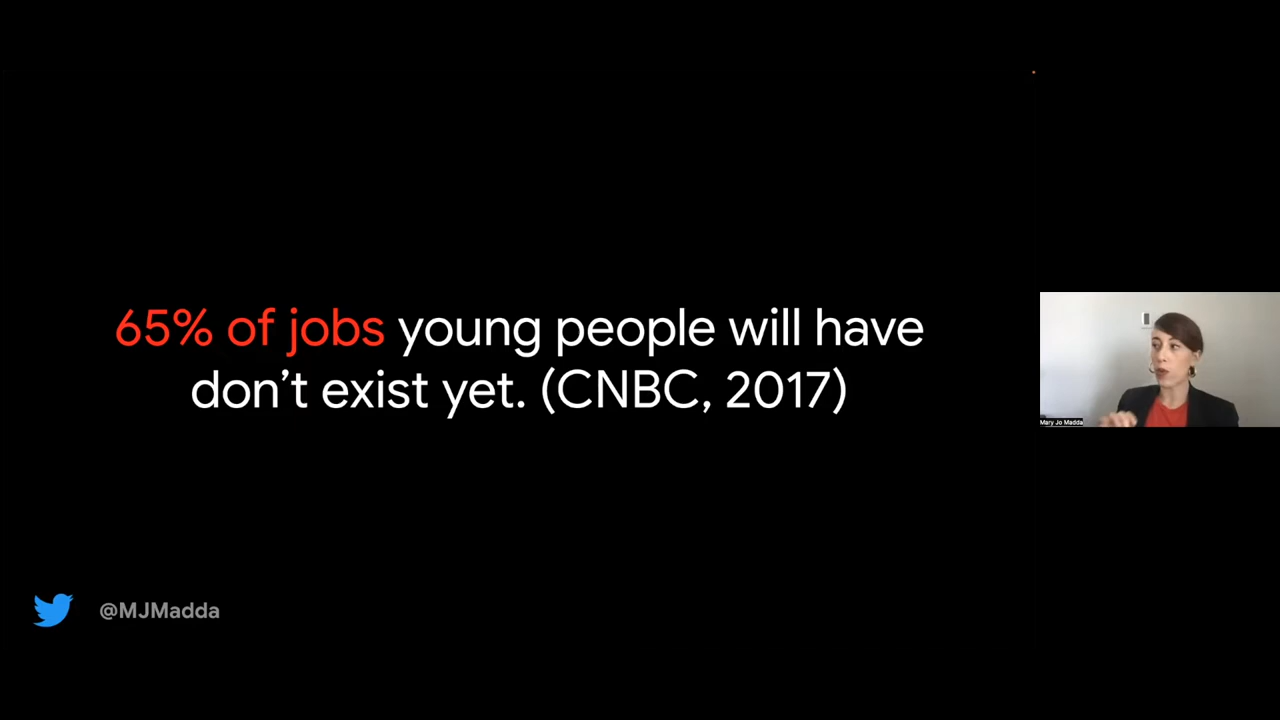 65% of jobs young people will have
don’t exist yet. (CNBC, 2017)
Mary Jo Madda
@MJMadda